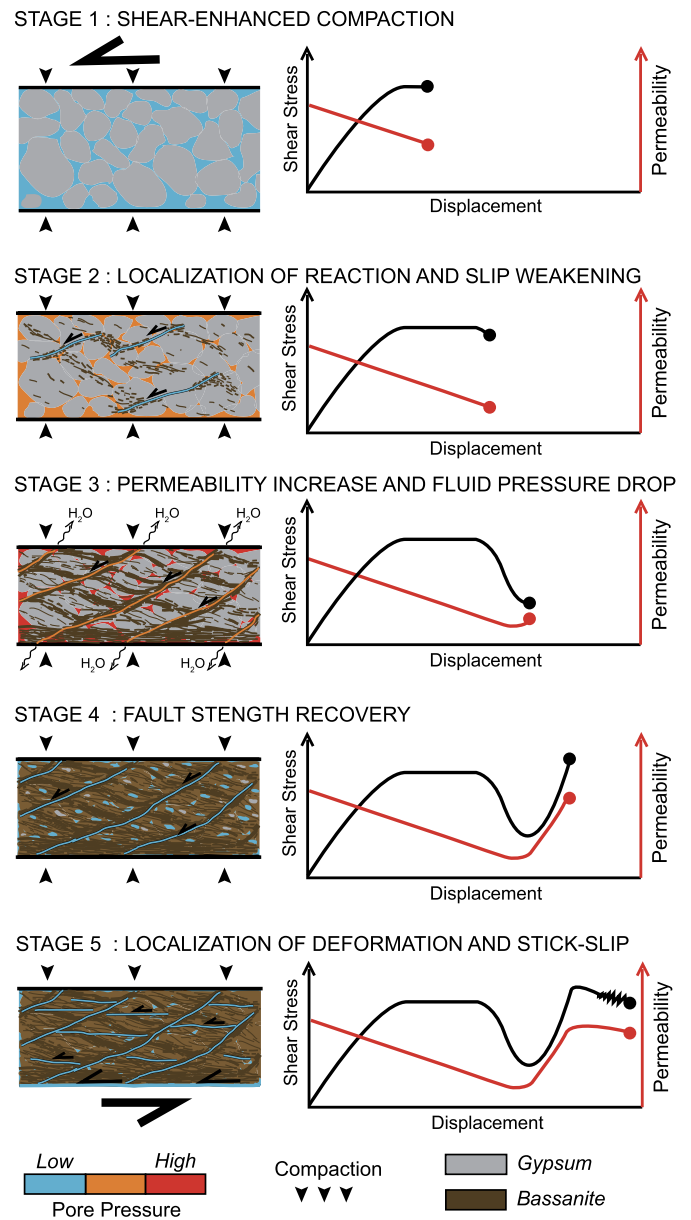 STAGE 1 : SHEAR-ENHANCED COMPACTION
Shear Stress
Permeability
Displacement
STAGE 2 : LOCALIZATION OF REACTION AND SLIP WEAKENING
Shear Stress
Permeability
Displacement
STAGE 3 : PERMEABILITY INCREASE AND FLUID PRESSURE DROP
H2O H2O H2O
H2O H2O
Shear Stress
Permeability
Displacement
STAGE 4 : FAULT STENGTH RECOVERY
Shear Stress
Permeability
Displacement
STAGE 5 : LOCALIZATION OF DEFORMATION AND STICK-SLIP
Shear Stress
Permeability
Displacement
Low High
Pore Pressure
Compaction
Gypsum
Bassanite